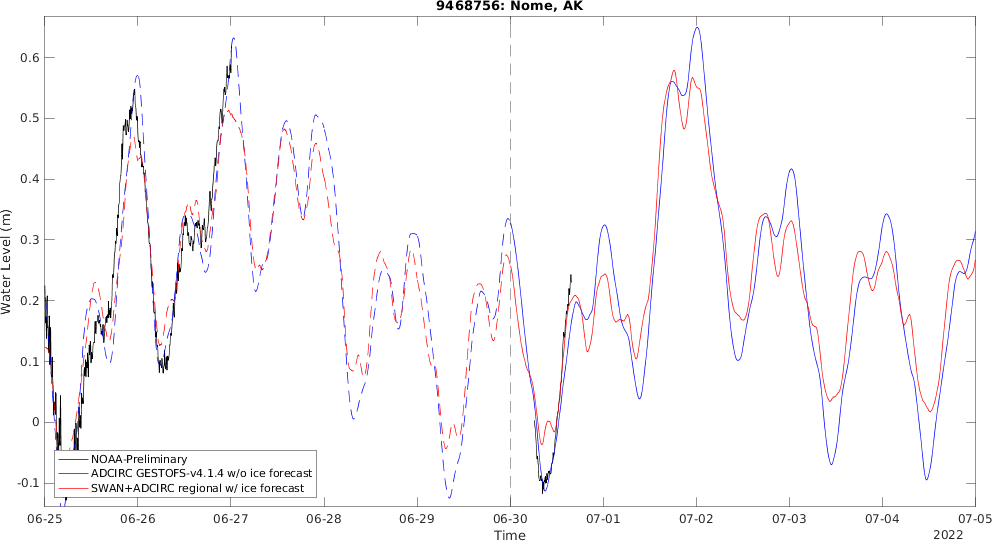 9468756: Nome, AK
Water Level (m)
0.6
0.5
0.4
0.3
0.2
0.1
0
-0.1
NOAA-Preliminary
ADCIRC GESTOFS-v4.1.4 w/o ice forecast
SWAN+ADCIRC regional w/ ice forecast
06-25 06-26 06-27 06-28 06-29 06-30 07-01 07-02 07-03 07-04 07-05
Time
2022